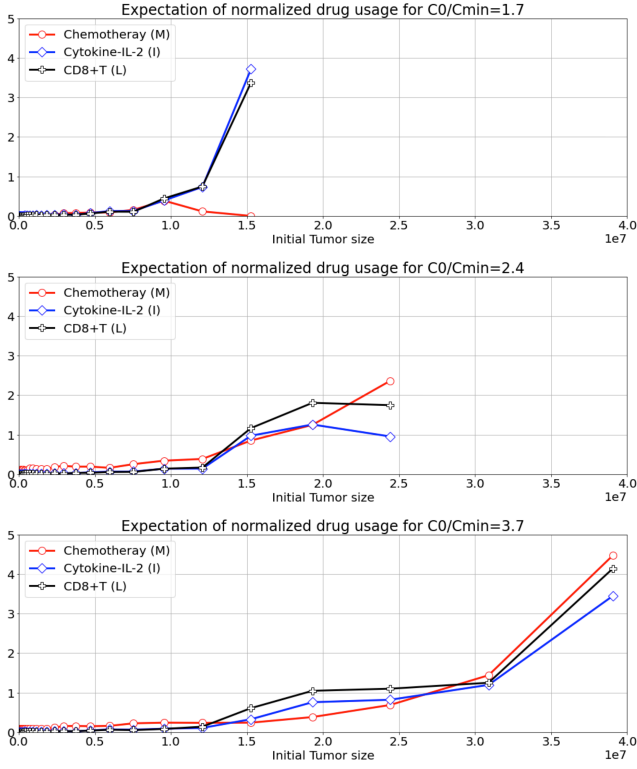 Expectation of normalized drug usage for C0/Cmin=1.7
5
4
3
2
1
0
Chemotheray (M)
Cytokine-IL-2 (I)
CD8+T (L)
0.0 0.5 1.0 1.5 2.0 2.5 3.0 3.5 4.0
Initial Tumor size 1e7
Expectation of normalized drug usage for C0/Cmin=2.4
5
4
3
2
1
0
Chemotheray (M)
Cytokine-IL-2 (I)
CD8+T (L)
0.0 0.5 1.0 1.5 2.0 2.5 3.0 3.5 4.0
Initial Tumor size 1e7
Expectation of normalized drug usage for C0/Cmin=3.7
5
4
3
2
1
0
Chemotheray (M)
Cytokine-IL-2 (I)
CD8+T (L)
0.0 0.5 1.0 1.5 2.0 2.5 3.0 3.5 4.0
Initial Tumor size 1e7